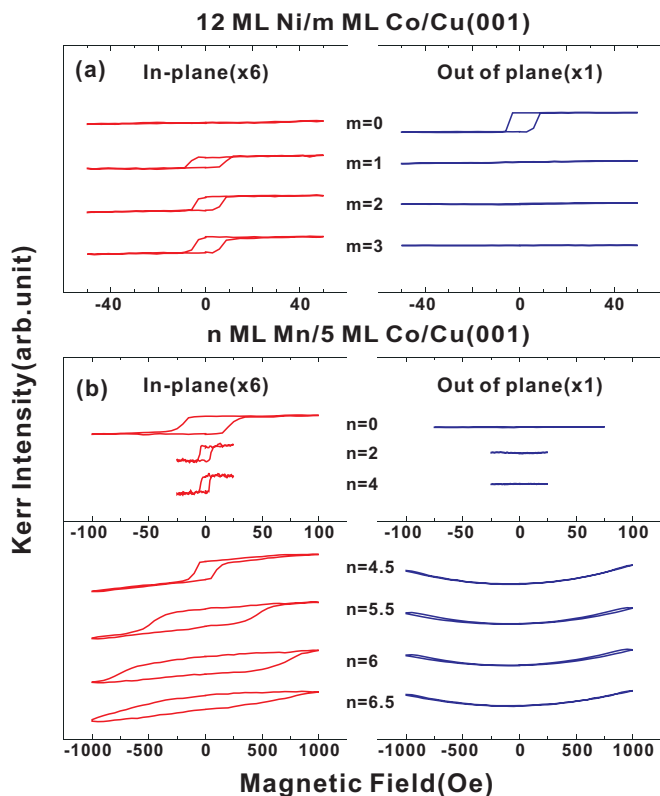 12 ML Ni/m ML Co/Cu(001)
(a)
In-plane(x6)
Out of plane(x1)
m=0
m=1
m=2
m=3
-40 0 40
-40 0 40
n ML Mn/5 ML Co/Cu(001)
(b)
In-plane(x6)
Out of plane(x1)
n=0
n=2
n=4
-100 -50 0 50 100
-100 -50 0 50 100
n=4.5
n=5.5
n=6
n=6.5
-1000 -500 0 500 1000
-1000 -500 0 500 1000
Magnetic Field(Oe)
Kerr Intensity(arb.unit)